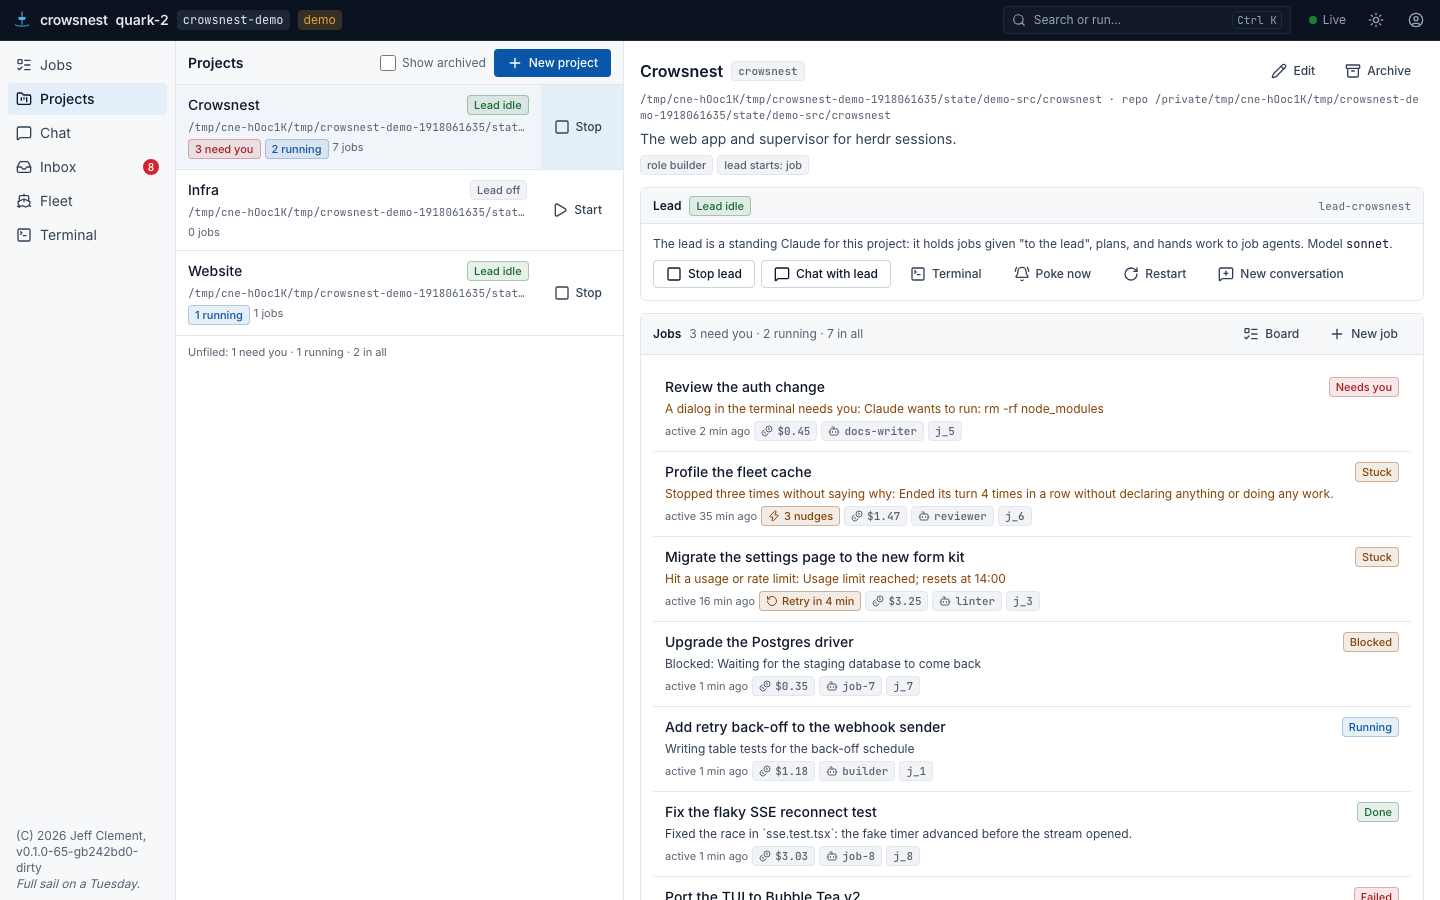 crowsnest quark-2 crowsnest-demo demo
Search or run... Ctrl K
Live
Jobs
Projects
Chat
Inbox 8
Fleet
Terminal
(C) 2026 Jeff Clement,
v0.1.0-65-gb242bd0-
dirty
Full sail on a Tuesday.
Projects
Show archived
New project
Crowsnest Lead idle
/tmp/cne-hOoc1K/tmp/crowsnest-demo-1918061635/stat…
3 need you 2 running 7 jobs
Stop
Infra Lead off
/tmp/cne-hOoc1K/tmp/crowsnest-demo-1918061635/stat…
0 jobs
Start
Website Lead idle
/tmp/cne-hOoc1K/tmp/crowsnest-demo-1918061635/stat…
1 running 1 jobs
Stop
Unfiled: 1 need you · 1 running · 2 in all
Crowsnest crowsnest
Edit
Archive
/tmp/cne-hOoc1K/tmp/crowsnest-demo-1918061635/state/demo-src/crowsnest · repo /private/tmp/cne-hOoc1K/tmp/crowsnest-de
mo-1918061635/state/demo-src/crowsnest
The web app and supervisor for herdr sessions.
role builder lead starts: job
Lead Lead idle lead-crowsnest
The lead is a standing Claude for this project: it holds jobs given "to the lead", plans, and hands work to job agents. Model sonnet.
Stop lead Chat with lead Terminal Poke now Restart New conversation
Jobs 3 need you · 2 running · 7 in all
Board New job
Review the auth change Needs you
A dialog in the terminal needs you: Claude wants to run: rm -rf node_modules
active 2 min ago $0.45 docs-writer j_5
Profile the fleet cache Stuck
Stopped three times without saying why: Ended its turn 4 times in a row without declaring anything or doing any work.
active 35 min ago 3 nudges $1.47 reviewer j_6
Migrate the settings page to the new form kit Stuck
Hit a usage or rate limit: Usage limit reached; resets at 14:00
active 16 min ago Retry in 4 min $3.25 linter j_3
Upgrade the Postgres driver Blocked
Blocked: Waiting for the staging database to come back
active 1 min ago $0.35 job-7 j_7
Add retry back-off to the webhook sender Running
Writing table tests for the back-off schedule
active 1 min ago $1.18 builder j_1
Fix the flaky SSE reconnect test Done
Fixed the race in `sse.test.tsx`: the fake timer advanced before the stream opened.
active 1 min ago $3.03 job-8 j_8
Port the TUI to Bubble Tea v2 Failed